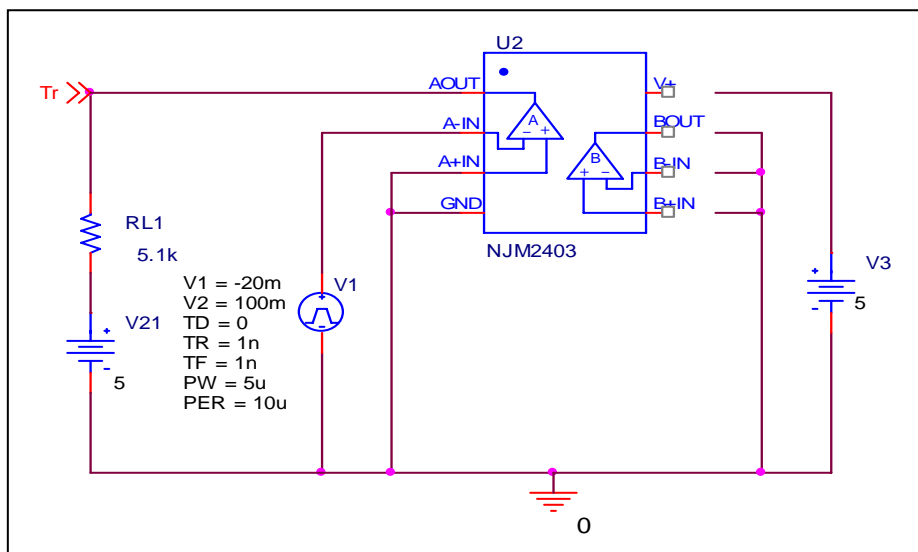 U2
Tr
AOUT
V+
A-IN
BOUT
A
B
A+IN
B-IN
GND
B+IN
NJM2403
RL1
5.1k
V1 = -20m
V2 = 100m
TD = 0
TR = 1n
TF = 1n
PW = 5u
PER = 10u
V1
V3
5
V21
5
0